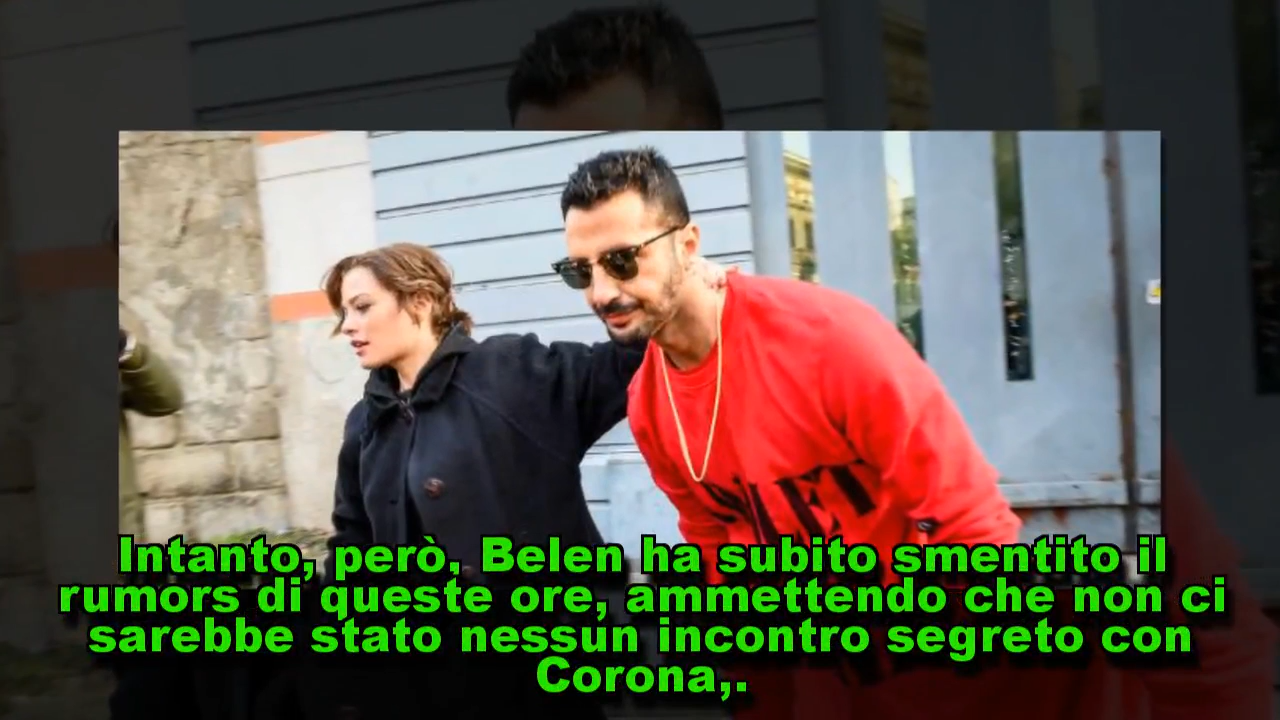 Intanto, però, Belen ha subito smentito il
rumors di queste ore, ammettendo che non ci
sarebbe stato nessun incontro segreto con
Corona,.